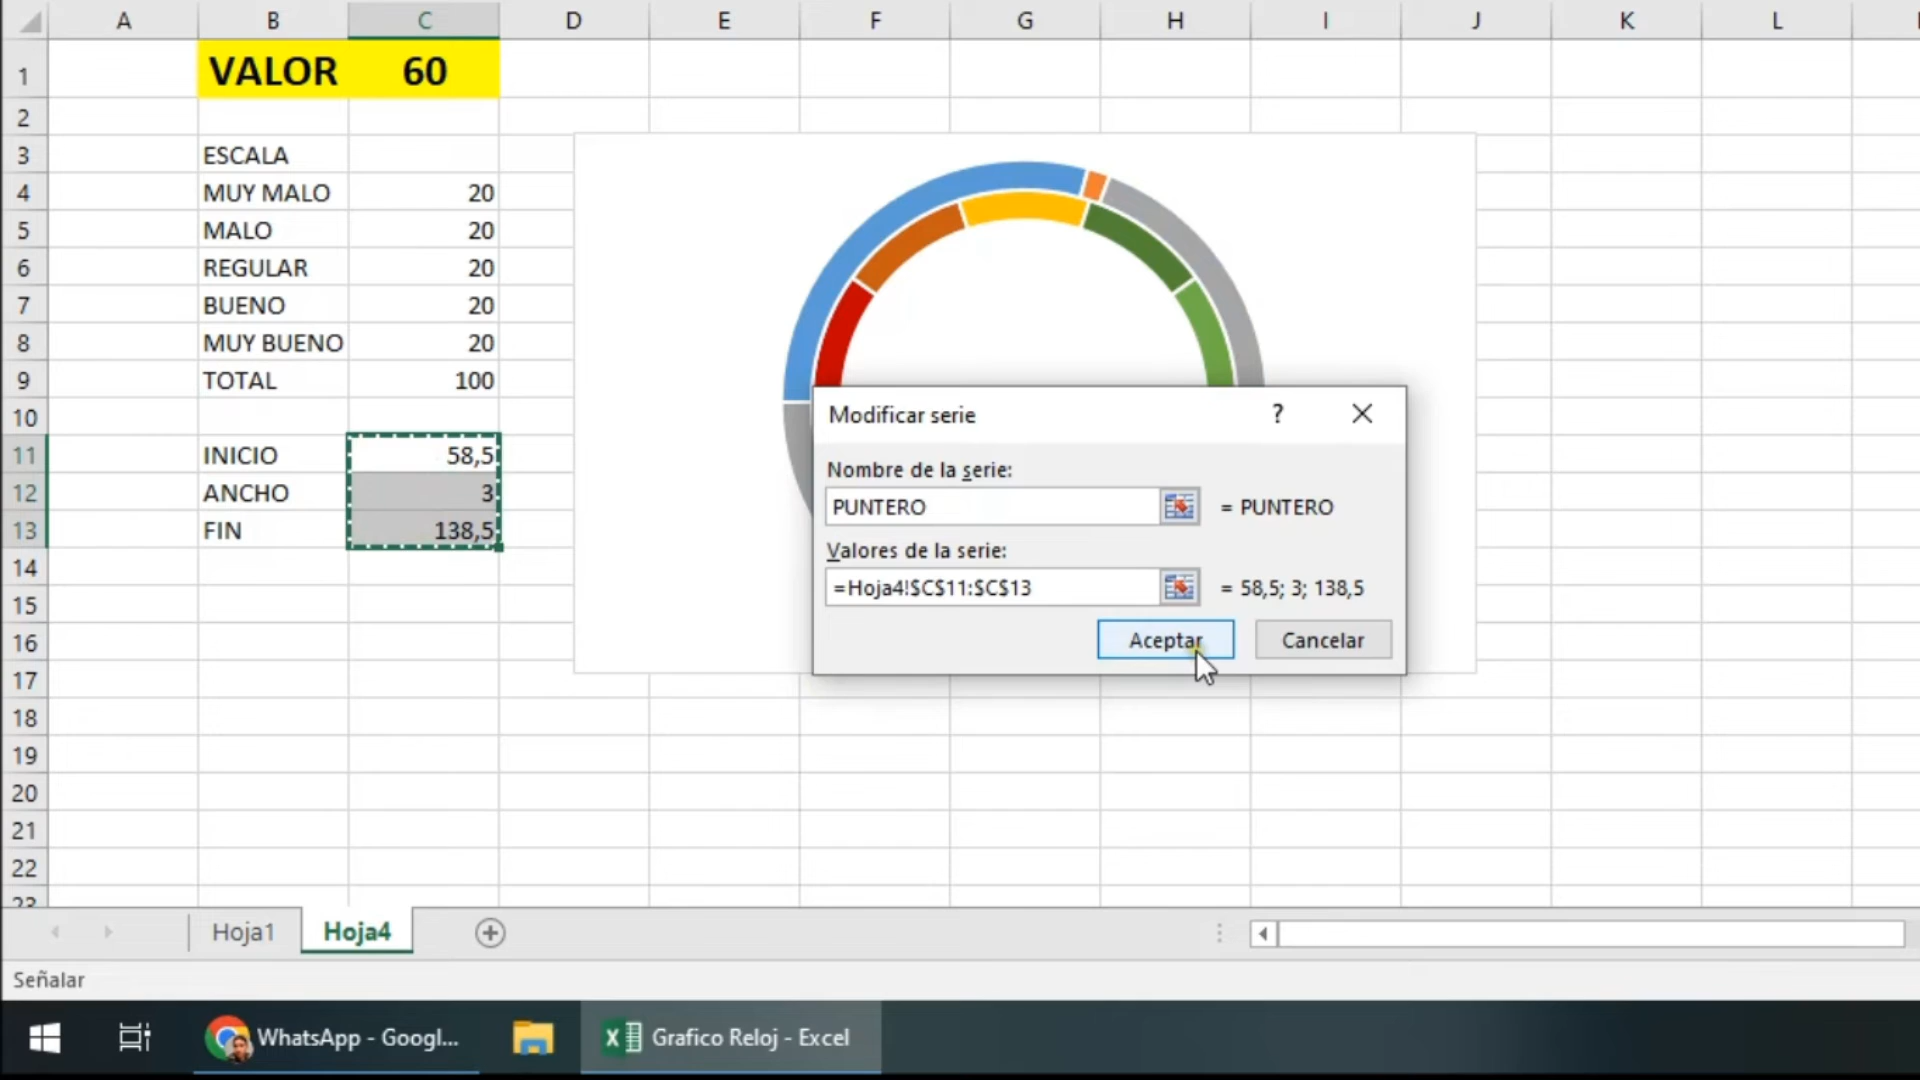 A B C D E F G H I J K L
1 VALOR 60
2
3 ESCALA
4 MUY MALO 20
5 MALO 20
6 REGULAR 20
7 BUENO 20
8 MUY BUENO 20
9 TOTAL 100
10
11 INICIO 58,5
12 ANCHO 3
13 FIN 138,5
14
15
16
17
18
19
20
21
22
23
Modificar serie ?
Nombre de la serie:
PUNTERO = PUNTERO
Valores de la serie:
=Hoja4!$C$11:$C$13 = 58,5; 3; 138,5
Aceptar Cancelar
Hoja1 Hoja4
Señalar
WhatsApp - Googl... Grafico Reloj - Excel